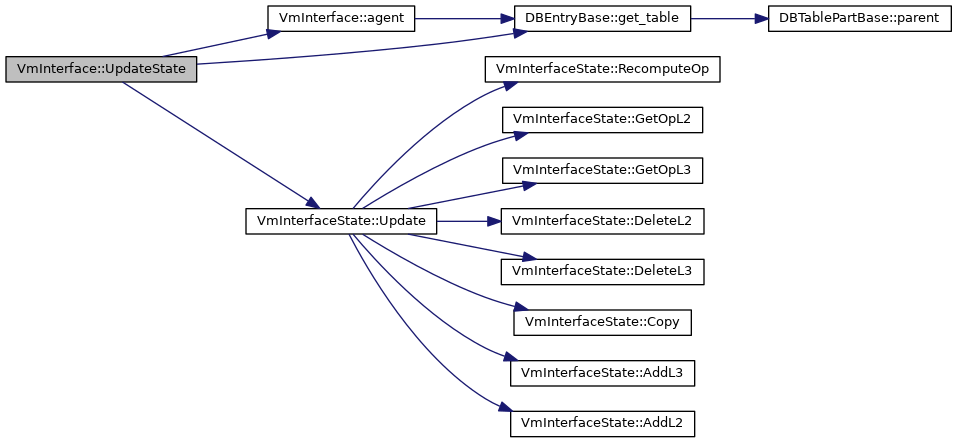 VmInterface::agent
DBEntryBase::get_table
DBTablePartBase::parent
VmInterface::UpdateState
VmInterfaceState::RecomputeOp
VmInterfaceState::GetOpL2
VmInterfaceState::GetOpL3
VmInterfaceState::Update
VmInterfaceState::DeleteL2
VmInterfaceState::DeleteL3
VmInterfaceState::Copy
VmInterfaceState::AddL3
VmInterfaceState::AddL2